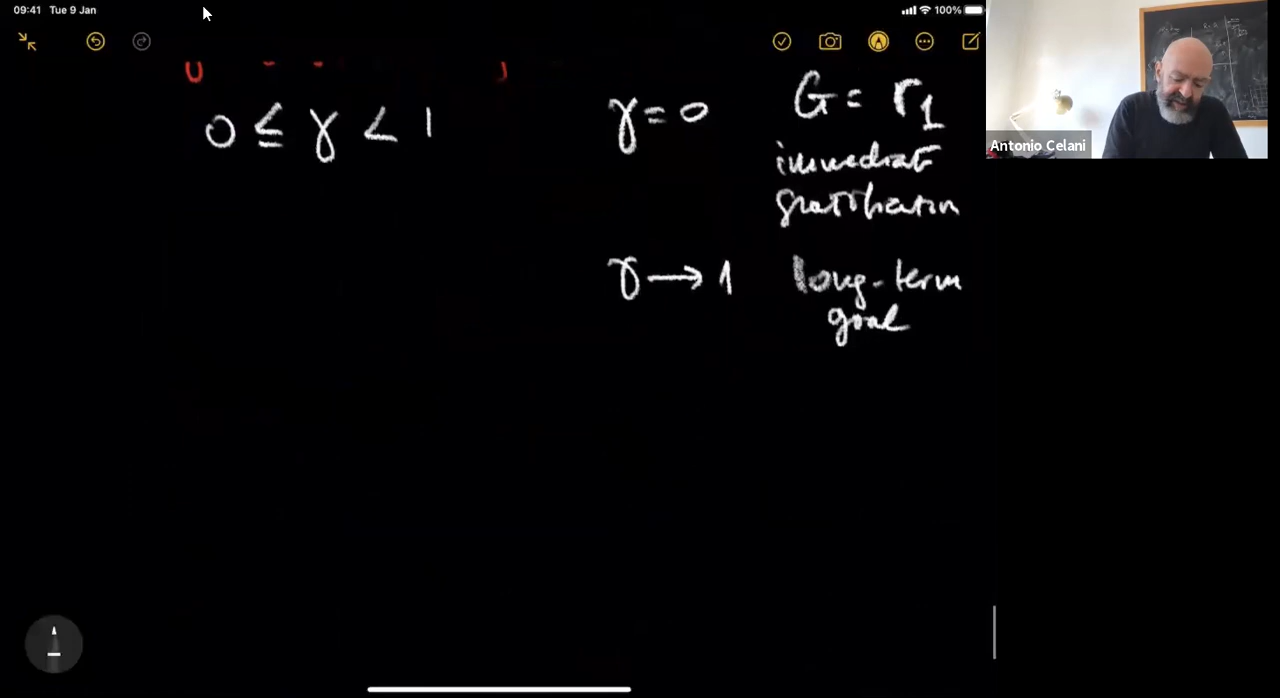 09:41 Tue 9 Jan
100%
0 ≤ γ < 1
γ = 0
G = r₁
immediate
gratification
γ → 1
long-term
goal
Antonio Celani